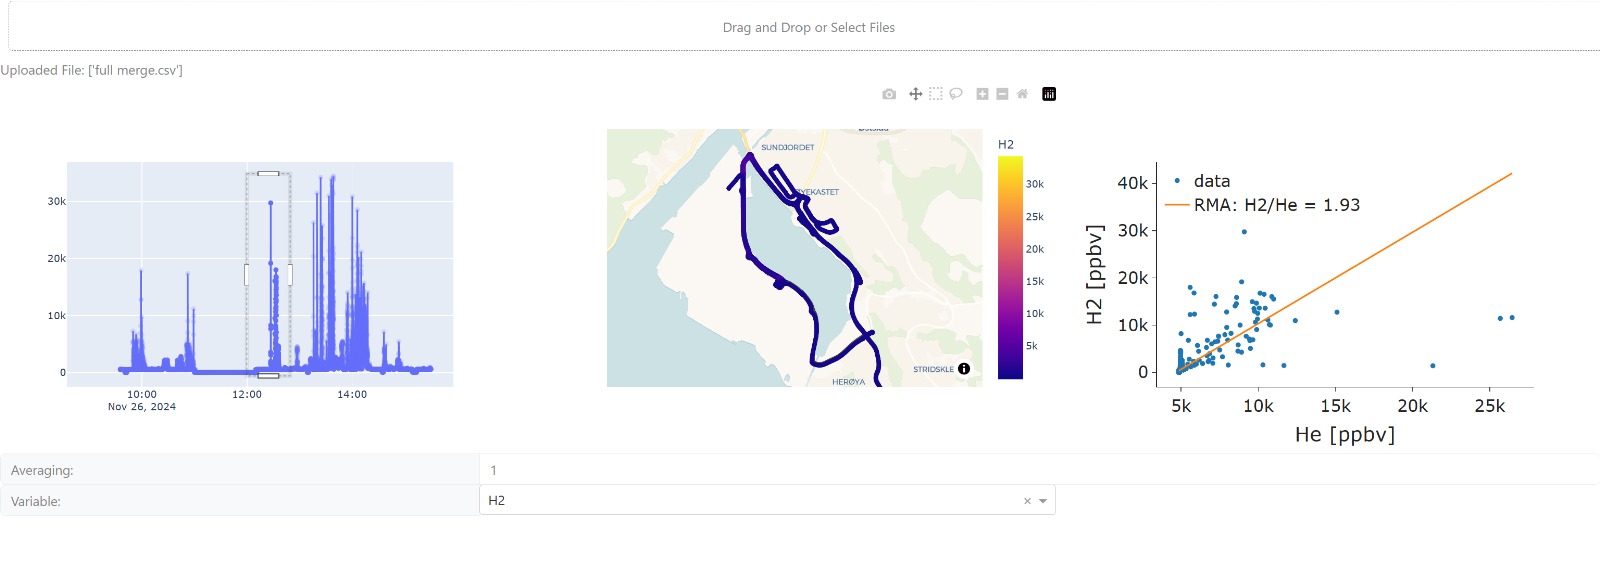 Drag and Drop or Select Files
Uploaded File: ['full merge.csv']
30k
20k
10k
0
10:00
12:00
14:00
Nov 26, 2024
SUNDJORDET
ØYEKASTET
STRIDSKLE
HERØYA
H2
30k
25k
20k
15k
10k
5k
data
RMA: H2/He = 1.93
H2 [ppbv]
40k
30k
20k
10k
0
5k
10k
15k
20k
25k
He [ppbv]
Averaging:
1
Variable:
H2